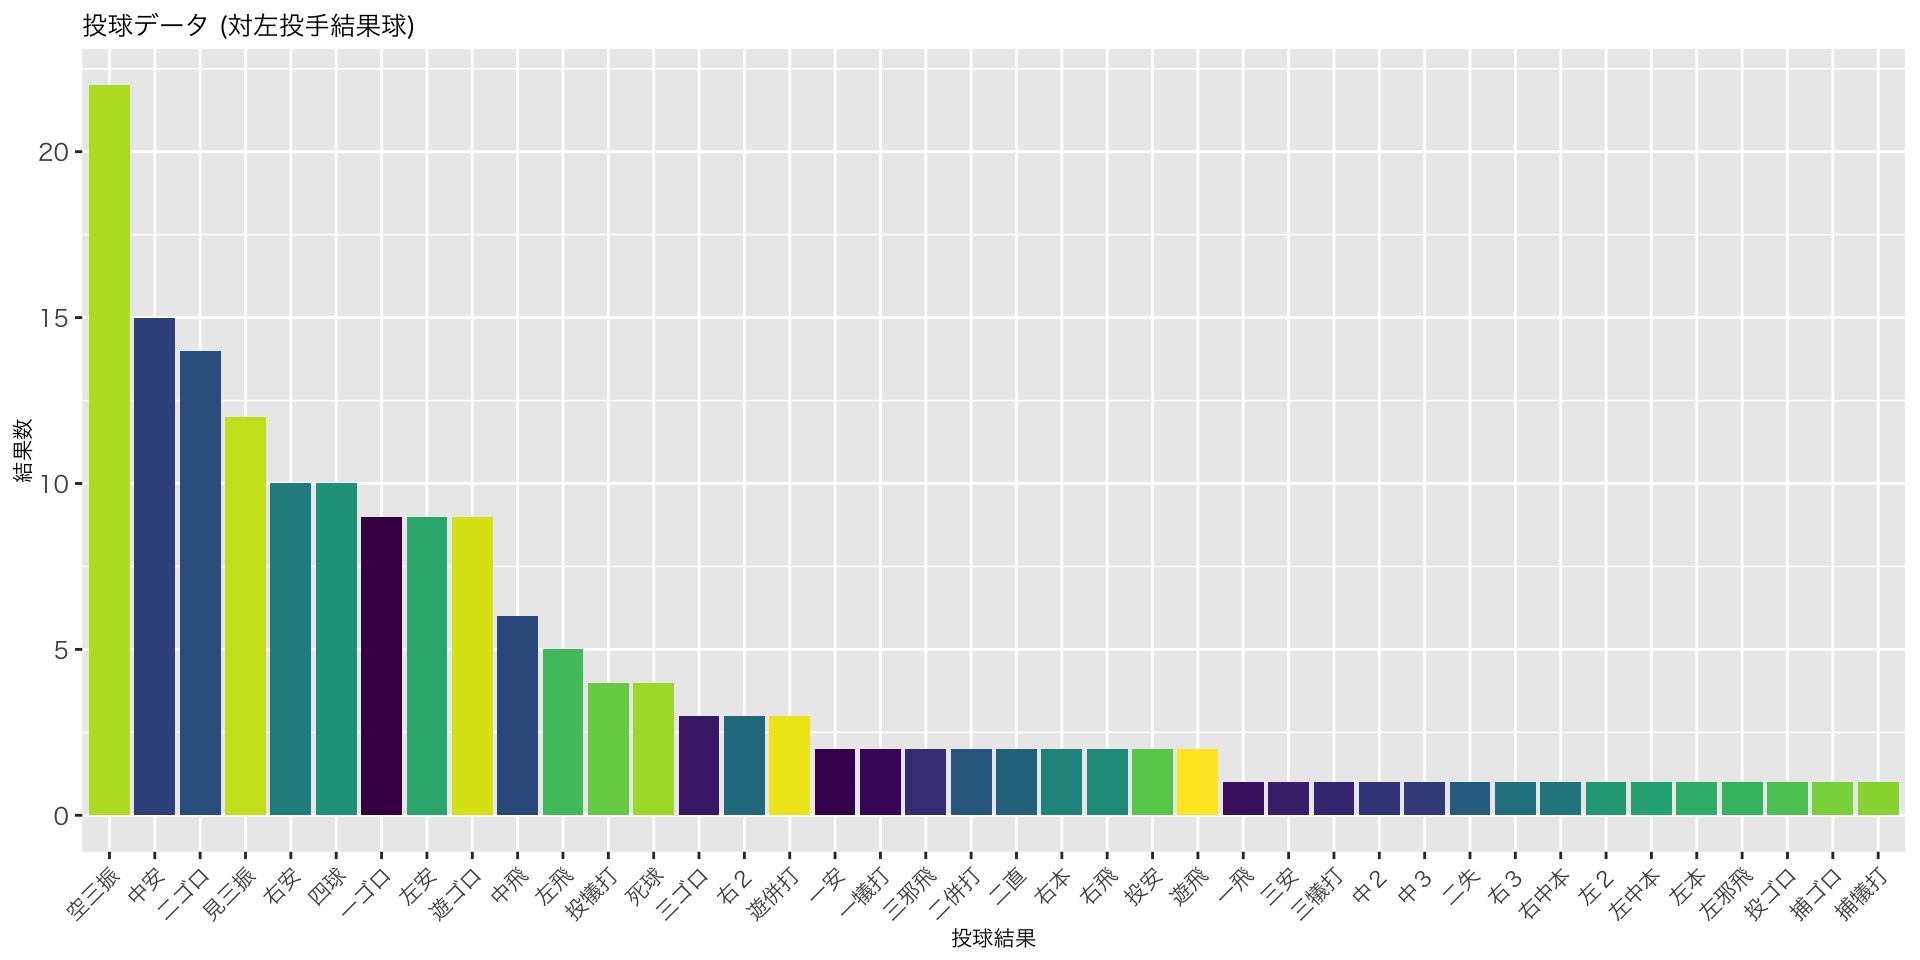 投球データ (対左投手結果球)
結果数
20
15
10
5
0
空三振
中安
二ゴロ
見三振
右安
四球
一ゴロ
左安
遊ゴロ
中飛
左飛
投犠打
死球
三ゴロ
右２
遊併打
一安
一犠打
三邪飛
二併打
二直
右本
右飛
投安
遊飛
一飛
三安
三犠打
中２
中３
二失
右３
右中本
左２
左中本
左本
左邪飛
投ゴロ
捕ゴロ
捕犠打
投球結果